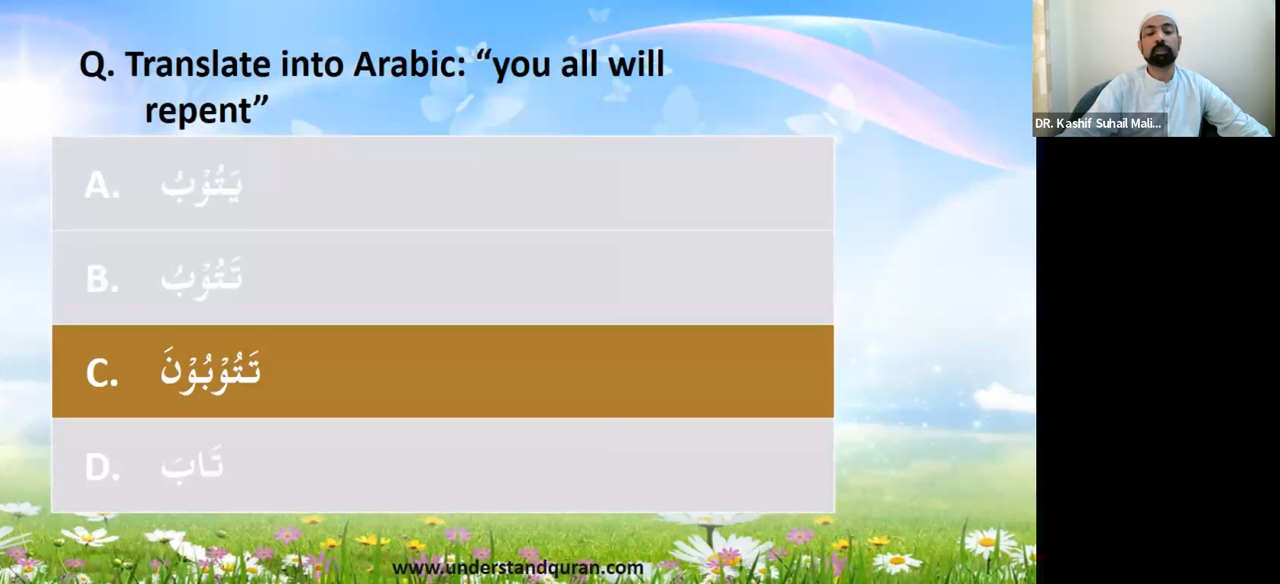 Q. Translate into Arabic: “you all will
repent”
A. يَتُوْبُ
B. تَتُوْبُ
C. تَتُوْبُوْنَ
D. تَابَ
www.understandquran.com
DR. Kashif Suhail Mali...